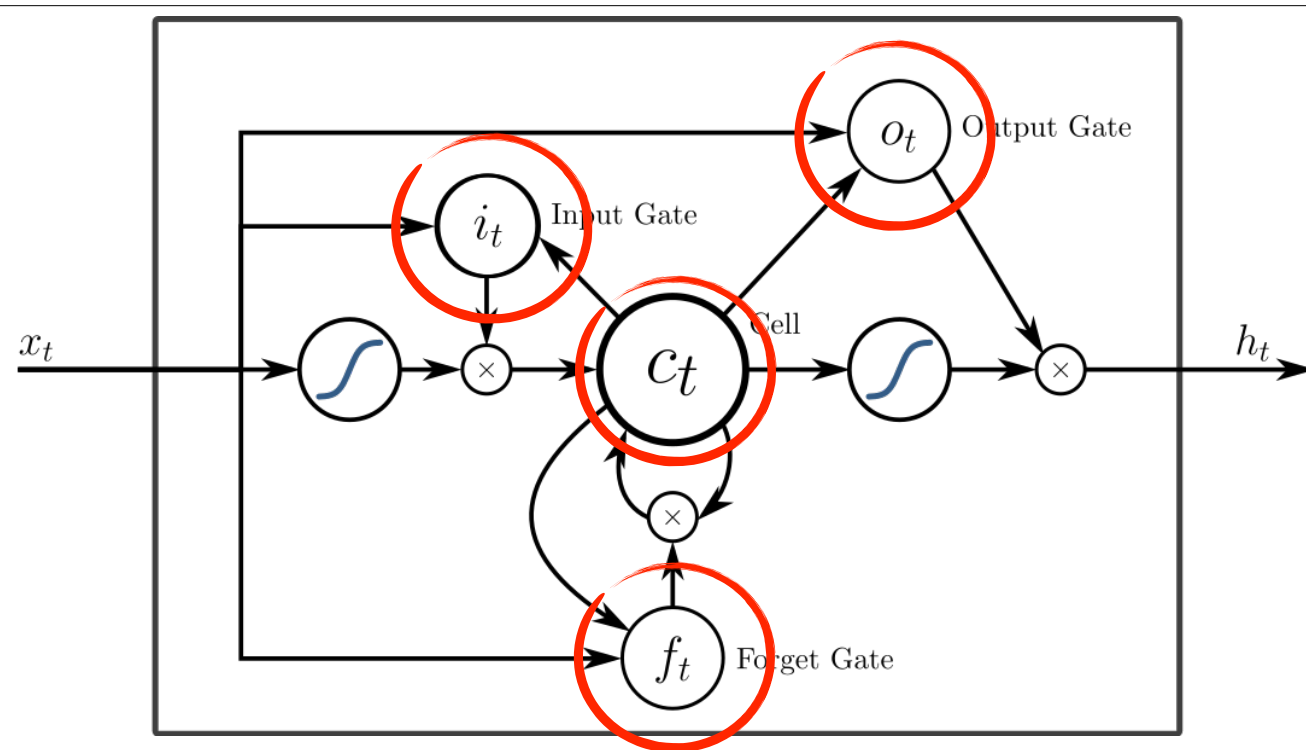 o_t Output Gate
i_t Input Gate
Cell
x_t
×
c_t
×
h_t
×
f_t Forget Gate